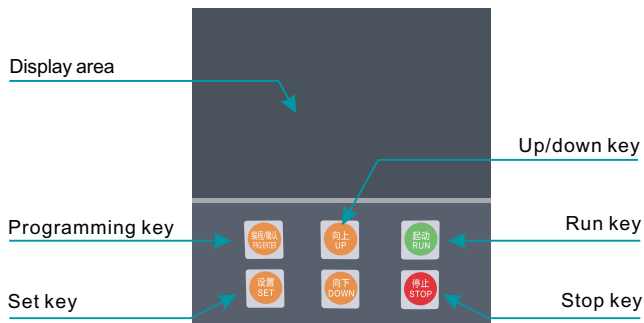 Display area
Up/down key
Programming key
编程/确认
PRG/ENTER
向上
UP
起动
RUN
Run key
Set key
设置
SET
向下
DOWN
停止
STOP
Stop key